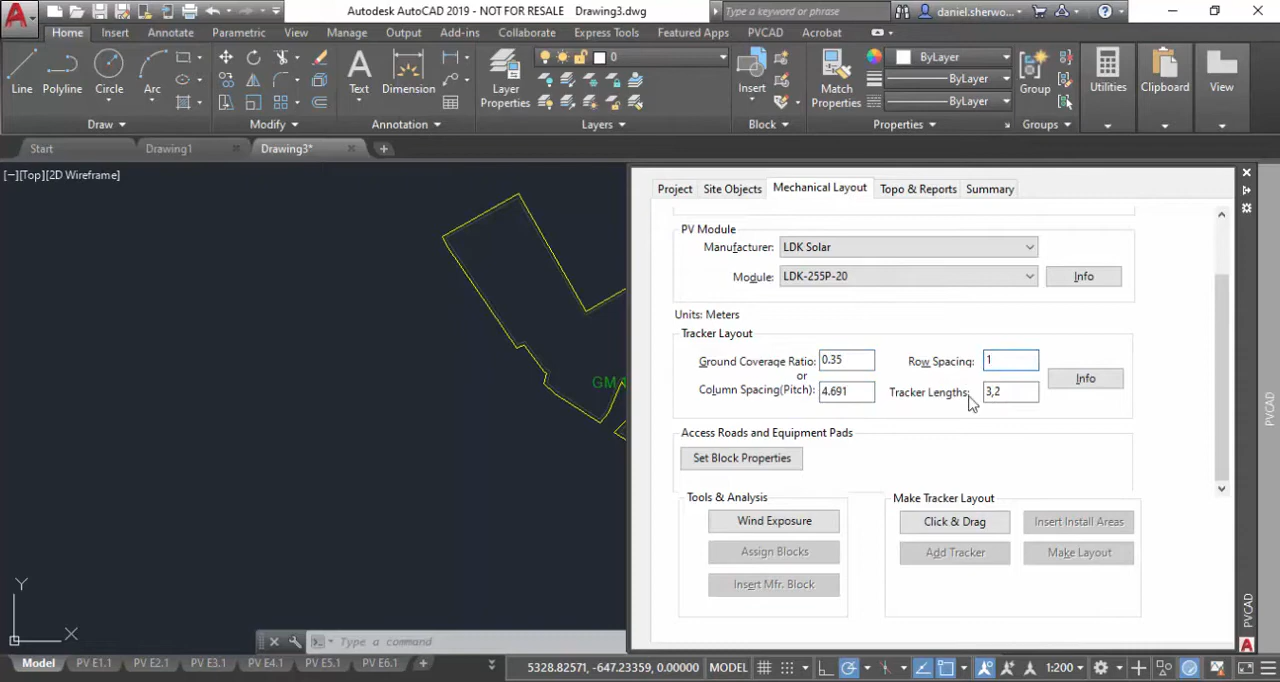 Autodesk AutoCAD 2019 - NOT FOR RESALE Drawing3.dwg
Type a keyword or phrase
daniel.sherwo...
Home Insert Annotate Parametric View Manage Output Add-ins Collaborate Express Tools Featured Apps PVCAD Acrobat
0
ByLayer
ByLayer
ByLayer
Line Polyline Circle Arc
Text Dimension
Layer Properties
Insert
Match Properties
Group
Utilities Clipboard View
Draw Modify Annotation Layers Block Properties Groups
Start Drawing1 Drawing3*
[−][Top][2D Wireframe]
GM
Project Site Objects Mechanical Layout Topo & Reports Summary
PV Module
Manufacturer: LDK Solar
Module: LDK-255P-20 Info
Units: Meters
Tracker Layout
Ground Coverage Ratio: 0.35 Row Spacing: 1
or
Info
Column Spacing(Pitch): 4.691 Tracker Lengths: 3,2
Access Roads and Equipment Pads
Set Block Properties
Tools & Analysis Make Tracker Layout
Wind Exposure Click & Drag Insert Install Areas
Assign Blocks Add Tracker Make Layout
Insert Mfr. Block
PVCAD
PVCAD
Y
X
Type a command
Model PV E1.1 PV E2.1 PV E3.1 PV E4.1 PV E5.1 PV E6.1
5328.82571, -647.23359, 0.00000 MODEL 1:200